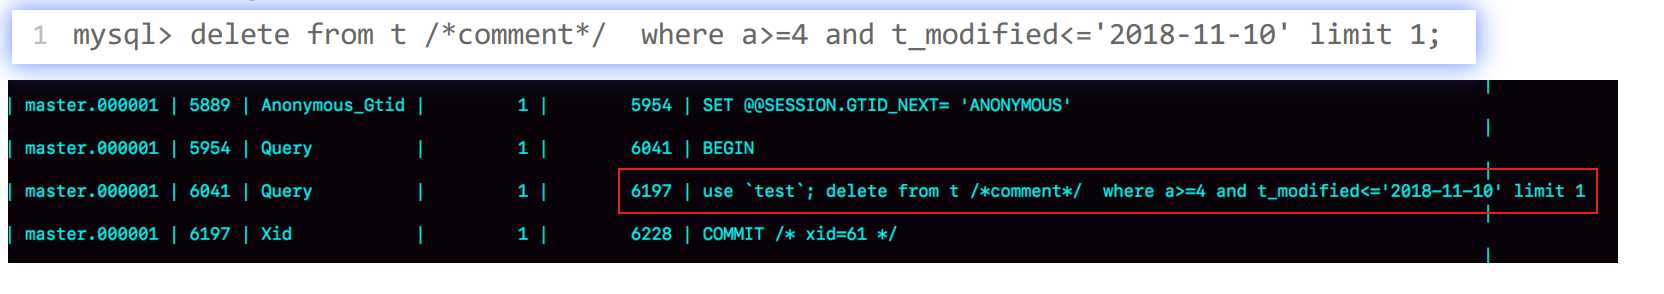 1 mysql> delete from t /*comment*/  where a>=4 and t_modified<='2018-11-10' limit 1;
| master.000001 | 5889 | Anonymous_Gtid |         1 |        5954 | SET @@SESSION.GTID_NEXT= 'ANONYMOUS' |
| master.000001 | 5954 | Query          |         1 |        6041 | BEGIN |
| master.000001 | 6041 | Query          |         1 |        6197 | use `test`; delete from t /*comment*/  where a>=4 and t_modified<='2018-11-10' limit 1 |
| master.000001 | 6197 | Xid            |         1 |        6228 | COMMIT /* xid=61 */ |